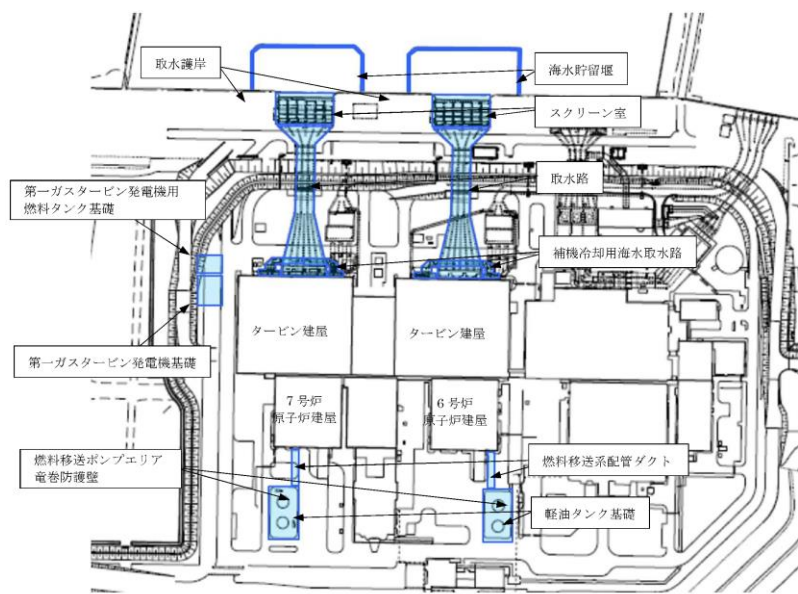 取水護岸
海水貯留堰
スクリーン室
第一ガスタービン発電機用
燃料タンク基礎
取水路
補機冷却用海水取水路
タービン建屋
タービン建屋
第一ガスタービン発電機基礎
7号炉
原子炉建屋
6号炉
原子炉建屋
燃料移送ポンプエリア
竜巻防護壁
燃料移送系配管ダクト
軽油タンク基礎